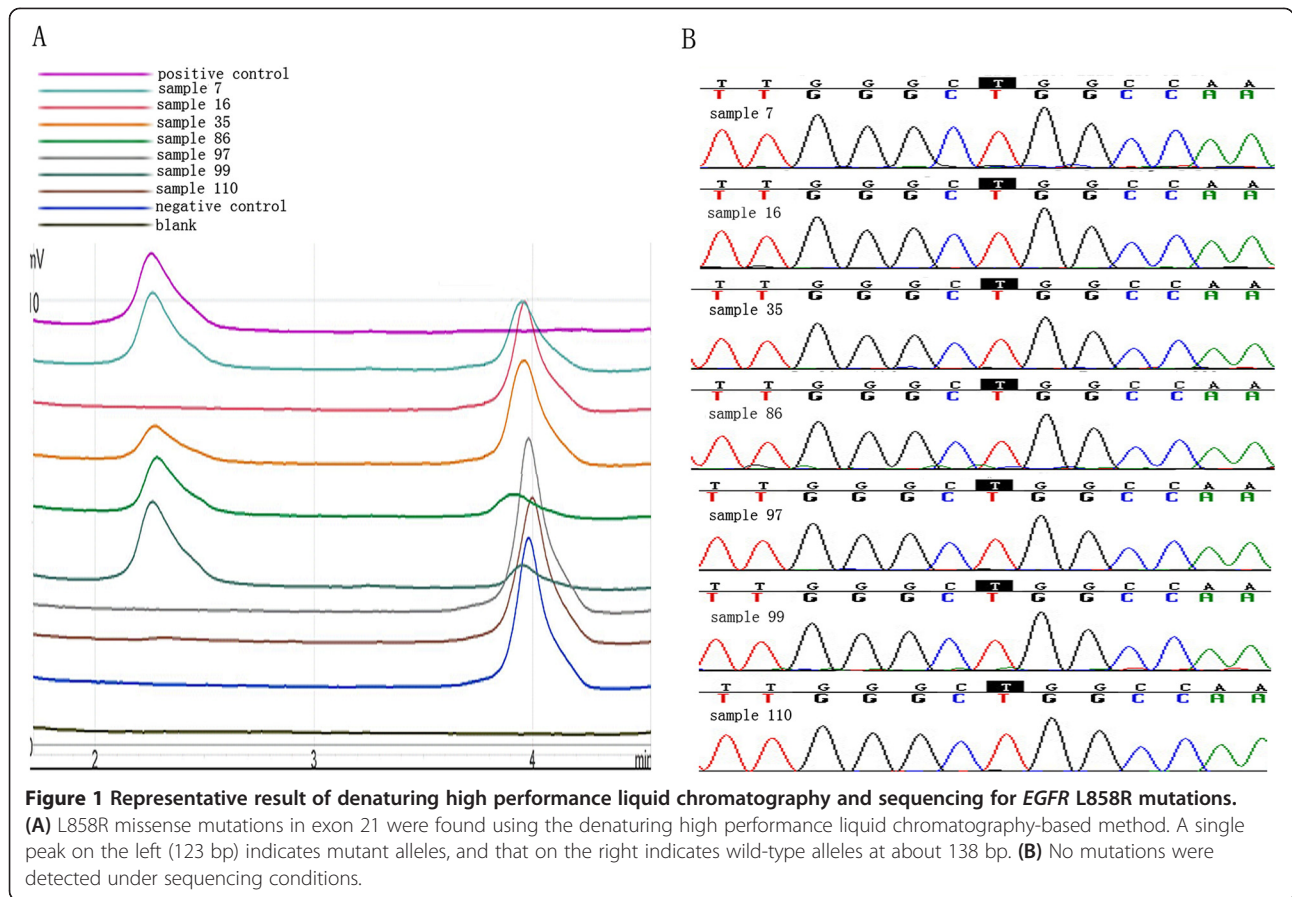 A
positive control
sample 7
sample 16
sample 35
sample 86
sample 97
sample 99
sample 110
negative control
blank
mV
10
2 3 4 min
B
T T G G G C T G G C C A A
T T G G G C T G G C C A A
sample 7
T T G G G C T G G C C A A
T T G G G C T G G C C A A
sample 16
T T G G G C T G G C C A A
T T G G G C T G G C C A A
sample 35
T T G G G C T G G C C A A
T T G G G C T G G C C A A
sample 86
T T G G G C T G G C C A A
T T G G G C T G G C C A A
sample 97
T T G G G C T G G C C A A
T T G G G C T G G C C A A
sample 99
T T G G G C T G G C C A A
T T G G G C T G G C C A A
sample 110
Figure 1 Representative result of denaturing high performance liquid chromatography and sequencing for EGFR L858R mutations.
(A) L858R missense mutations in exon 21 were found using the denaturing high performance liquid chromatography-based method. A single
peak on the left (123 bp) indicates mutant alleles, and that on the right indicates wild-type alleles at about 138 bp. (B) No mutations were
detected under sequencing conditions.